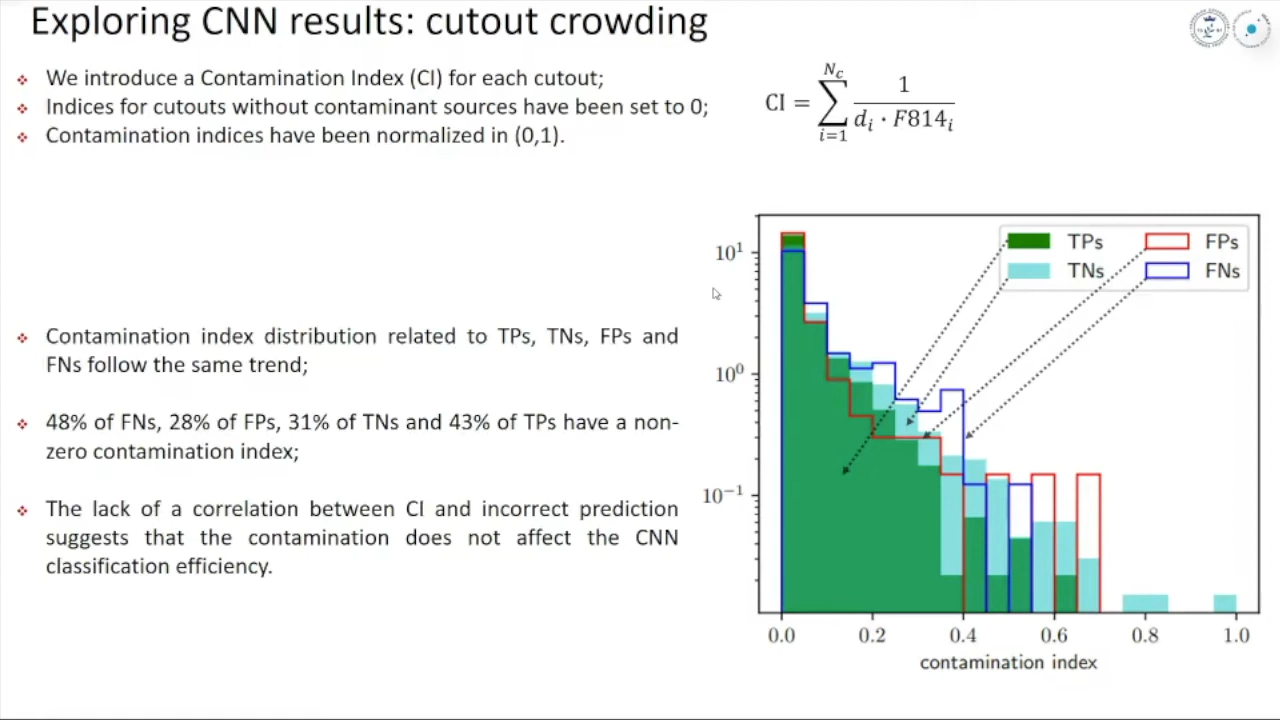 Exploring CNN results: cutout crowding
❖ We introduce a Contamination Index (CI) for each cutout;
❖ Indices for cutouts without contaminant sources have been set to 0;
❖ Contamination indices have been normalized in (0,1).
CI = ∑_{i=1}^{N_c} 1 / (d_i · F814_i)
❖ Contamination index distribution related to TPs, TNs, FPs and
FNs follow the same trend;
❖ 48% of FNs, 28% of FPs, 31% of TNs and 43% of TPs have a non-
zero contamination index;
❖ The lack of a correlation between CI and incorrect prediction
suggests that the contamination does not affect the CNN
classification efficiency.
TPs FPs
TNs FNs
10¹
10⁰
10⁻¹
0.0 0.2 0.4 0.6 0.8 1.0
contamination index